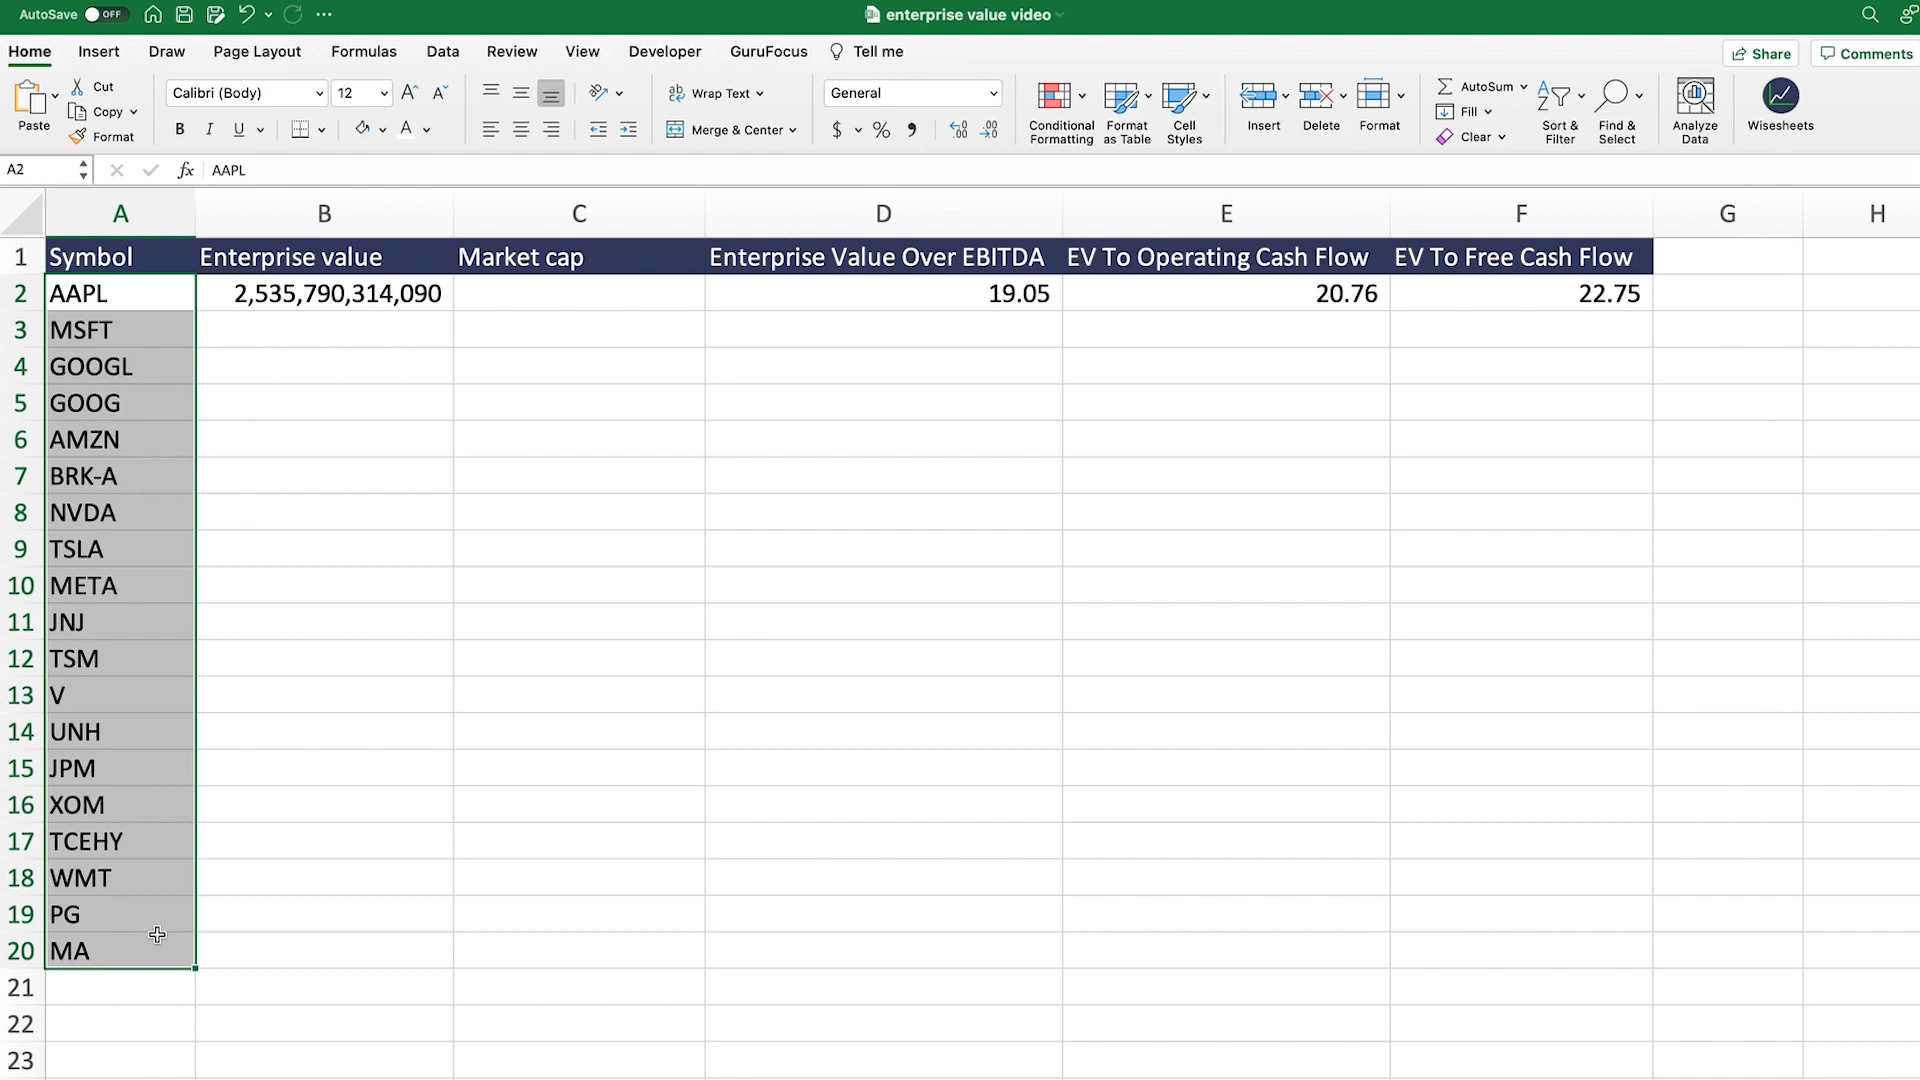 AutoSave OFF enterprise value video
Home Insert Draw Page Layout Formulas Data Review View Developer GuruFocus Tell me Share Comments
Paste Cut Copy Format
Calibri (Body) 12
B I U A
Wrap Text
Merge & Center
General
$ %
Conditional Formatting
Format as Table
Cell Styles
Insert Delete Format
AutoSum
Fill
Clear
Sort & Filter
Find & Select
Analyze Data
Wisesheets
A2 fx AAPL
A B C D E F G H
1 Symbol Enterprise value Market cap Enterprise Value Over EBITDA EV To Operating Cash Flow EV To Free Cash Flow
2 AAPL 2,535,790,314,090 19.05 20.76 22.75
3 MSFT
4 GOOGL
5 GOOG
6 AMZN
7 BRK-A
8 NVDA
9 TSLA
10 META
11 JNJ
12 TSM
13 V
14 UNH
15 JPM
16 XOM
17 TCEHY
18 WMT
19 PG
20 MA
21
22
23